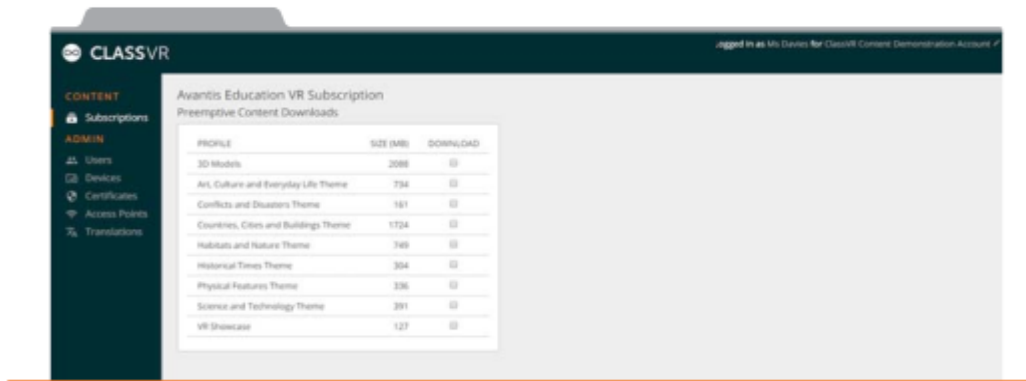 CLASSVR
Logged in as Ms Davies for ClassVR Content Demonstration Account
CONTENT
Subscriptions
ADMIN
Users
Devices
Certificates
Access Points
Translations
Avantis Education VR Subscription
Preemptive Content Downloads
PROFILE SIZE (MB) DOWNLOAD
3D Models 2088
Art, Culture and Everyday Life Theme 734
Conflicts and Disasters Theme 161
Countries, Cities and Buildings Theme 1724
Habitats and Nature Theme 749
Historical Times Theme 304
Physical Features Theme 336
Science and Technology Theme 391
VR Showcase 127